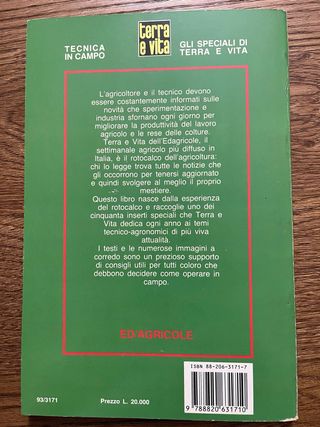 TECNICA
IN CAMPO
terra
e vita
GLI SPECIALI DI
TERRA E VITA
L'agricoltore e il tecnico devono
essere costantemente informati sulle
novità che sperimentazione e
industria sfornano ogni giorno per
migliorare la produttività del lavoro
agricolo e le rese delle colture.
Terra e Vita dell'Edagricole, il
settimanale agricolo più diffuso in
Italia, è il rotocalco dell'agricoltura:
chi lo legge trova tutte le notizie che
gli occorrono per tenersi aggiornato
e quindi svolgere al meglio il proprio
mestiere.
Questo libro nasce dalla esperienza
del rotocalco e raccoglie uno dei
cinquanta inserti speciali che Terra e
Vita dedica ogni anno ai temi
tecnico-agronomici di più viva
attualità.
I testi e le numerose immagini a
corredo sono un prezioso supporto
di consigli utili per tutti coloro che
debbono decidere come operare in
campo.
ED'AGRICOLE
ISBN 88-206-3171-7
9 788820 631710
93/3171
Prezzo L. 20.000